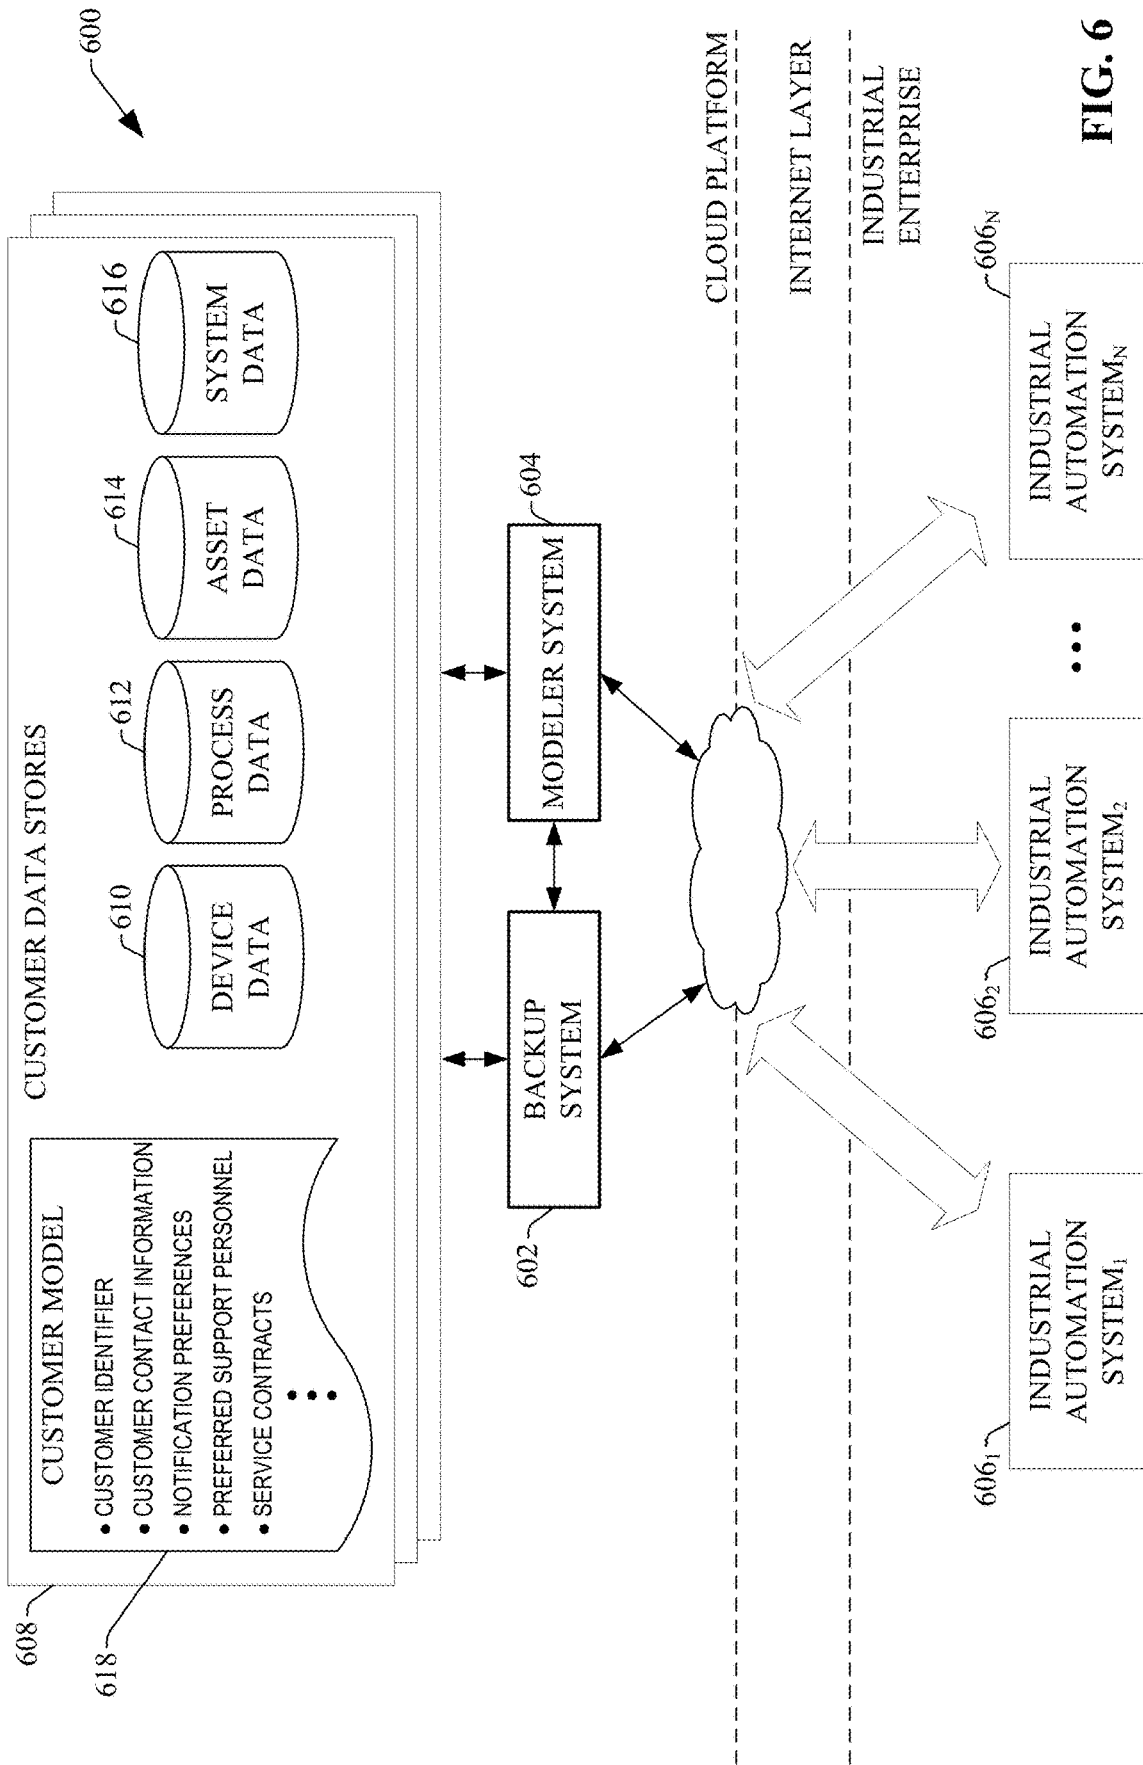 600
608
CUSTOMER DATA STORES
CUSTOMER MODEL
• CUSTOMER IDENTIFIER
• CUSTOMER CONTACT INFORMATION
• NOTIFICATION PREFERENCES
• PREFERRED SUPPORT PERSONNEL
• SERVICE CONTRACTS
618
610
DEVICE
DATA
612
PROCESS
DATA
614
ASSET
DATA
616
SYSTEM
DATA
602
BACKUP
SYSTEM
604
MODELER SYSTEM
CLOUD PLATFORM
INTERNET LAYER
INDUSTRIAL
ENTERPRISE
606₁
INDUSTRIAL
AUTOMATION
SYSTEM₁
606₂
INDUSTRIAL
AUTOMATION
SYSTEM₂
...
606N
INDUSTRIAL
AUTOMATION
SYSTEMN
FIG. 6